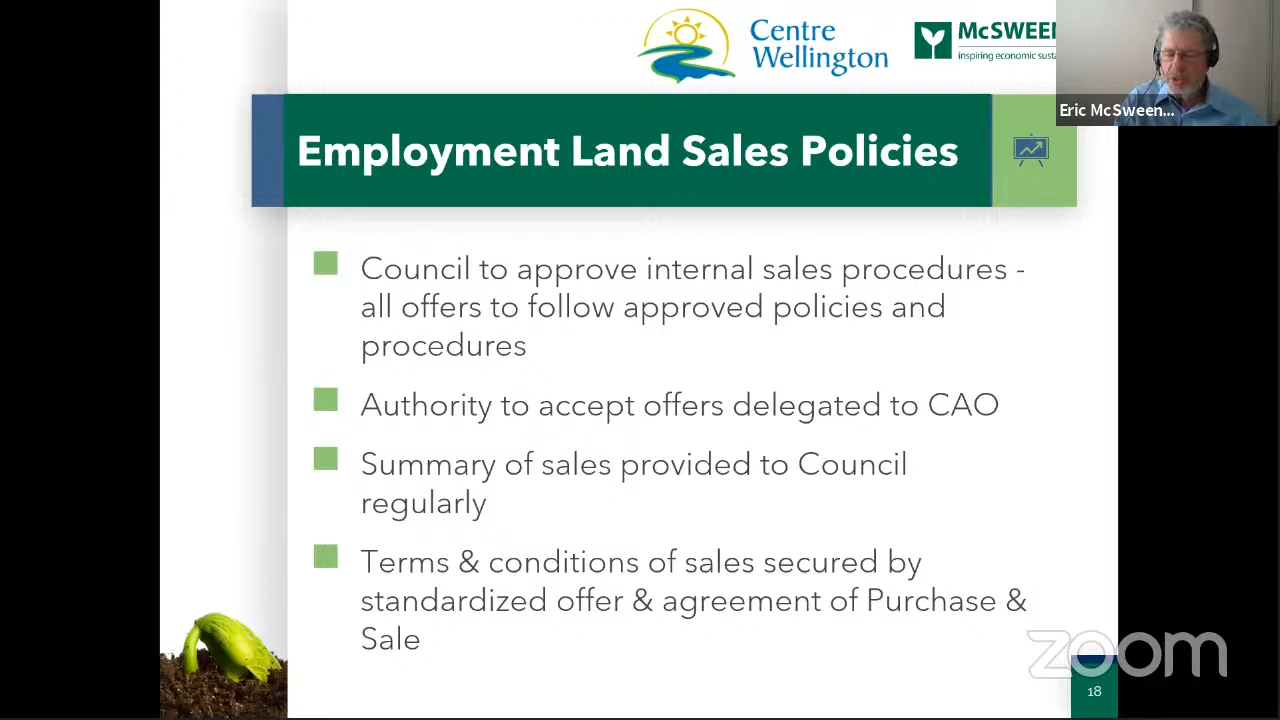 Centre
Wellington
McSWEEN
inspiring economic susta
Eric McSween...
Employment Land Sales Policies
Council to approve internal sales procedures -
all offers to follow approved policies and
procedures
Authority to accept offers delegated to CAO
Summary of sales provided to Council
regularly
Terms & conditions of sales secured by
standardized offer & agreement of Purchase &
Sale
zoom
18